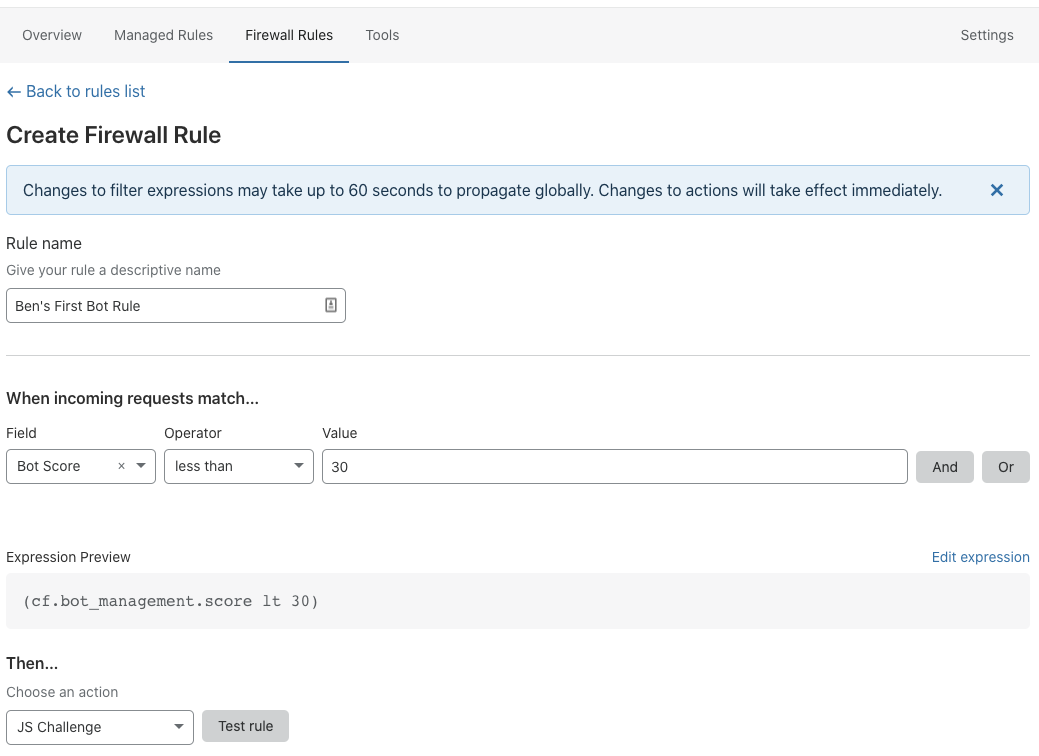 Overview Managed Rules Firewall Rules Tools Settings
← Back to rules list
Create Firewall Rule
Changes to filter expressions may take up to 60 seconds to propagate globally. Changes to actions will take effect immediately. ×
Rule name
Give your rule a descriptive name
Ben's First Bot Rule
When incoming requests match...
Field Operator Value
Bot Score × less than 30 And Or
Expression Preview Edit expression
(cf.bot_management.score lt 30)
Then...
Choose an action
JS Challenge Test rule